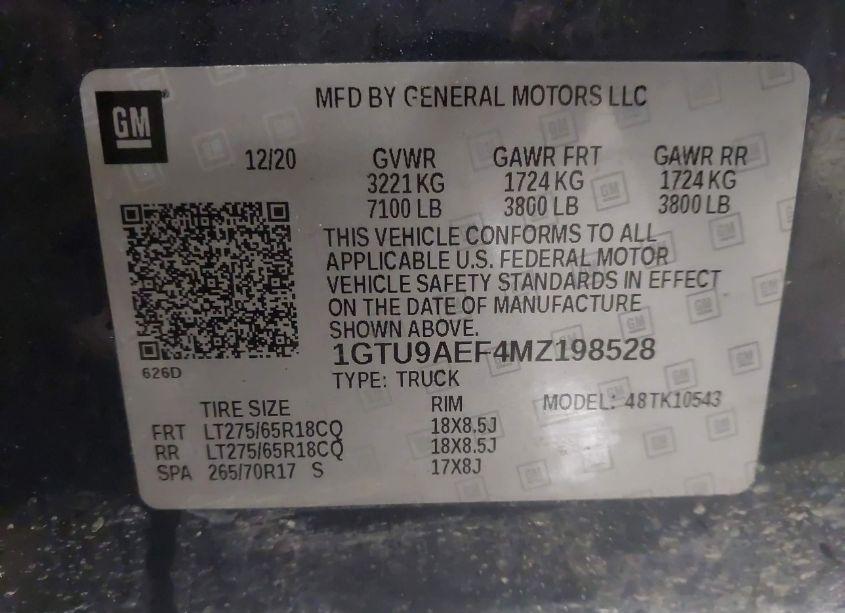 GM
MFD BY GENERAL MOTORS LLC
12/20 GVWR GAWR FRT GAWR RR
3221 KG 1724 KG 1724 KG
7100 LB 3800 LB 3800 LB
THIS VEHICLE CONFORMS TO ALL
APPLICABLE U.S. FEDERAL MOTOR
VEHICLE SAFETY STANDARDS IN EFFECT
ON THE DATE OF MANUFACTURE
SHOWN ABOVE.
1GTU9AEF4MZ198528
626D
TYPE: TRUCK
TIRE SIZE RIM MODEL: 48TK10543
FRT LT275/65R18CQ 18X8.5J
RR LT275/65R18CQ 18X8.5J
SPA 265/70R17 S 17X8J